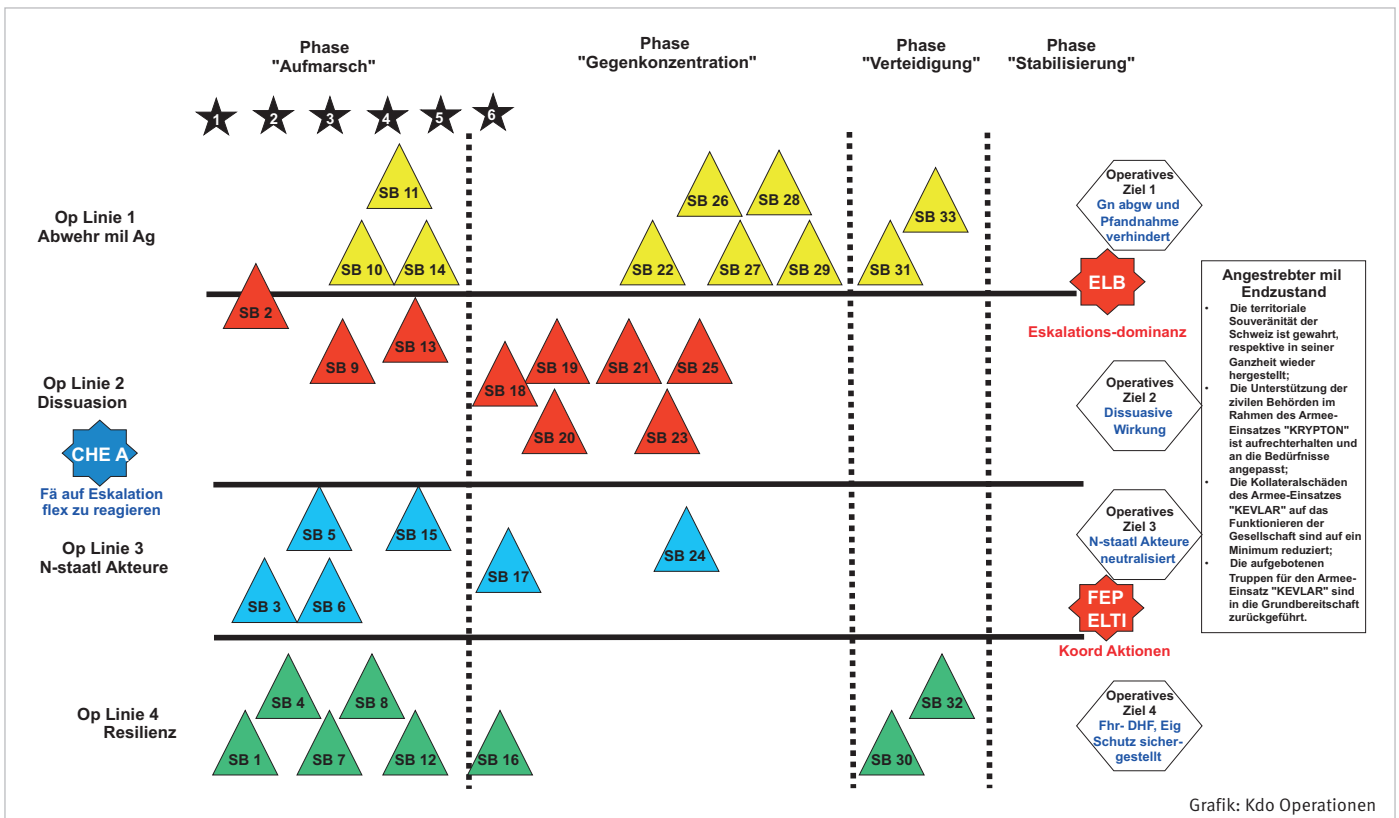 Phase
"Aufmarsch"
Phase
"Gegenkonzentration"
Phase
"Verteidigung"
Phase
"Stabilisierung"
1
2
3
4
5
6
Op Linie 1
Abwehr mil Ag
SB 11
SB 10
SB 14
SB 26
SB 28
SB 22
SB 27
SB 29
SB 33
SB 31
Operatives
Ziel 1
Gn abgw und
Pfandnahme
verhindert
ELB
Eskalations-dominanz
Op Linie 2
Dissuasion
SB 2
SB 9
SB 13
SB 18
SB 19
SB 21
SB 25
SB 20
SB 23
Operatives
Ziel 2
Dissuasive
Wirkung
CHE A
Fä auf Eskalation
flex zu reagieren
Op Linie 3
N-staatl Akteure
SB 5
SB 15
SB 3
SB 6
SB 17
SB 24
Operatives
Ziel 3
N-staatl Akteure
neutralisiert
FEP
ELTI
Koord Aktionen
Op Linie 4
Resilienz
SB 4
SB 8
SB 1
SB 7
SB 12
SB 16
SB 32
SB 30
Operatives
Ziel 4
Fhr- DHF, Eig
Schutz sicher-
gestellt
Angestrebter mil
Endzustand
• Die territoriale
Souveränität der
Schweiz ist gewahrt,
respektive in seiner
Ganzheit wieder
hergestellt;
• Die Unterstützung der
zivilen Behörden im
Rahmen des Armee-
Einsatzes "KRYPTON"
ist aufrechterhalten und
an die Bedürfnisse
angepasst;
• Die Kollateralschäden
des Armee-Einsatzes
"KEVLAR" auf das
Funktionieren der
Gesellschaft sind auf ein
Minimum reduziert;
• Die aufgebotenen
Truppen für den Armee-
Einsatz "KEVLAR" sind
in die Grundbereitschaft
zurückgeführt.
Grafik: Kdo Operationen